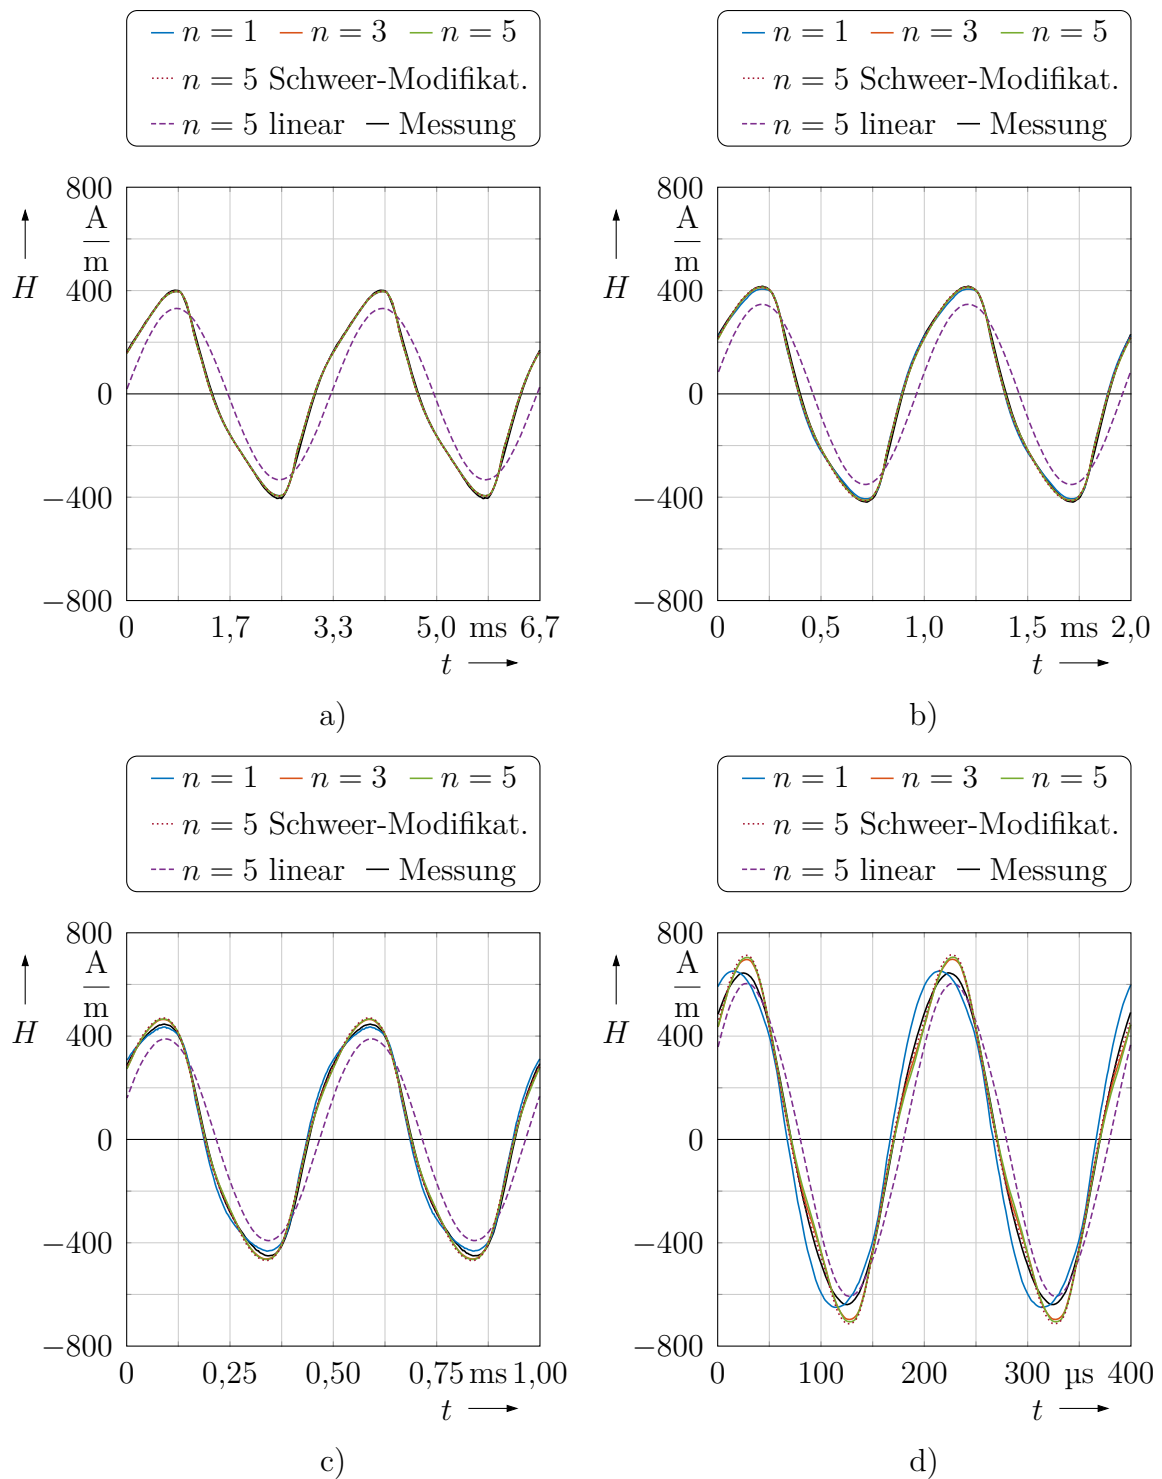 n = 1 n = 3 n = 5
n = 5 Schweer-Modifikat.
n = 5 linear Messung
n = 1 n = 3 n = 5
n = 5 Schweer-Modifikat.
n = 5 linear Messung
800
A
m
H
400
0
−400
−800
0 1,7 3,3 5,0 ms 6,7
t
a)
800
A
m
H
400
0
−400
−800
0 0,5 1,0 1,5 ms 2,0
t
b)
n = 1 n = 3 n = 5
n = 5 Schweer-Modifikat.
n = 5 linear Messung
n = 1 n = 3 n = 5
n = 5 Schweer-Modifikat.
n = 5 linear Messung
800
A
m
H
400
0
−400
−800
0 0,25 0,50 0,75 ms 1,00
t
c)
800
A
m
H
400
0
−400
−800
0 100 200 300 µs 400
t
d)